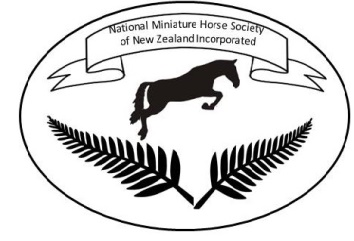 National Miniature Horse Society
of New Zealand Incorporated